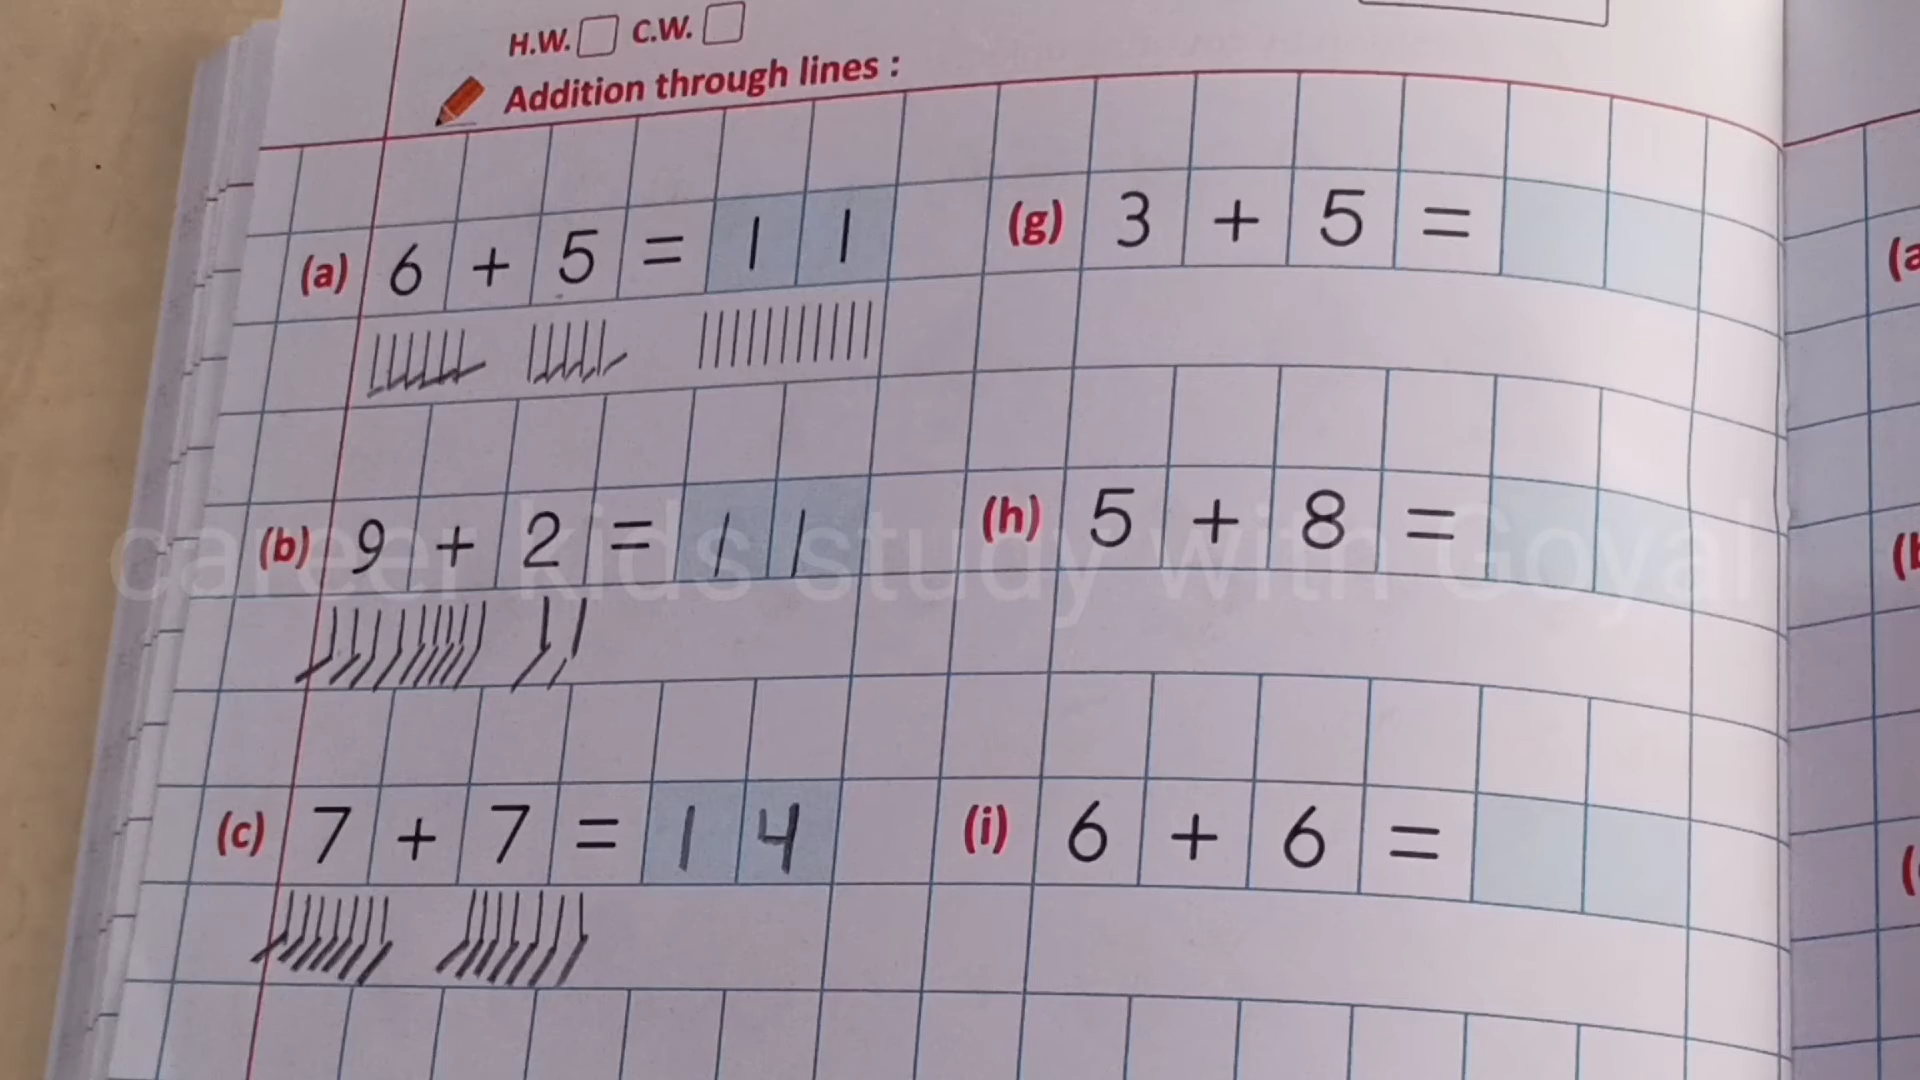 H.W. C.W.
Addition through lines :
(a) 6 + 5 = 1 1
(b) 9 + 2 = 1 1
(c) 7 + 7 = 1 4
(g) 3 + 5 =
(h) 5 + 8 =
(i) 6 + 6 =
career kids study with Goyal
(a
(